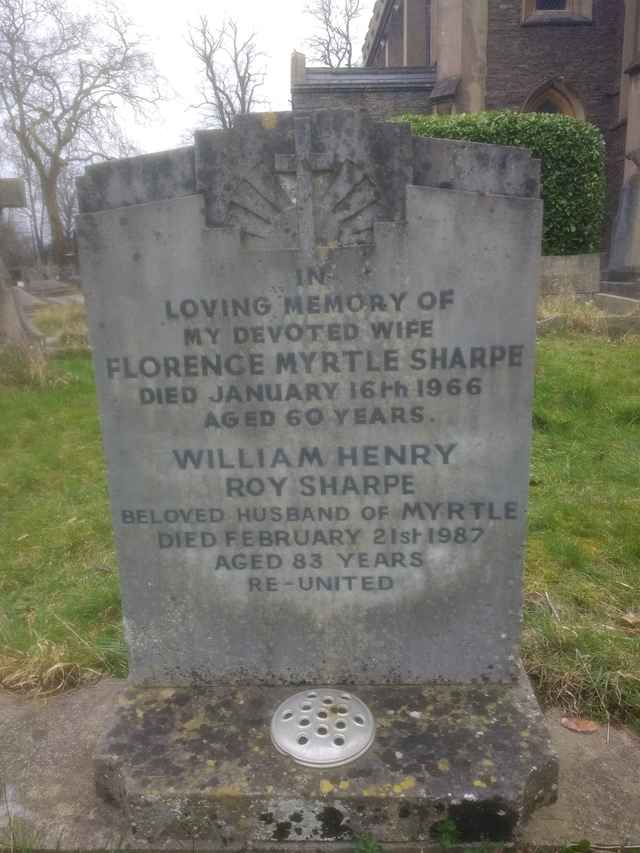 IN
LOVING MEMORY OF
MY DEVOTED WIFE
FLORENCE MYRTLE SHARPE
DIED JANUARY 16th 1966
AGED 60 YEARS.
WILLIAM HENRY
ROY SHARPE
BELOVED HUSBAND OF MYRTLE
DIED FEBRUARY 21st 1987
AGED 83 YEARS
RE-UNITED